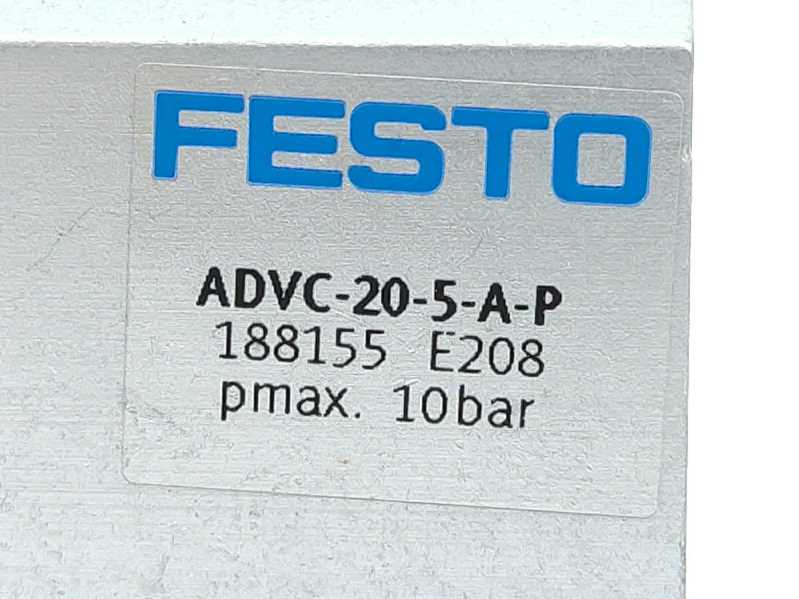 FESTO
ADVC-20-5-A-P
188155 E208
pmax. 10bar